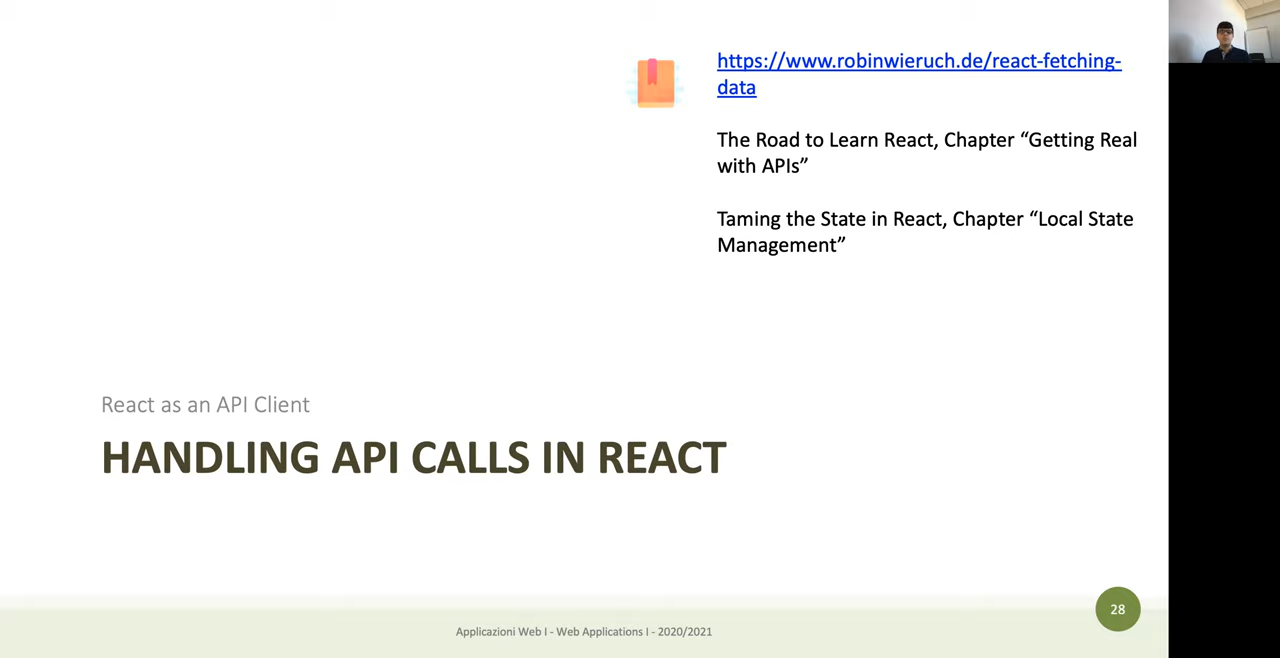 https://www.robinwieruch.de/react-fetching-
data
The Road to Learn React, Chapter “Getting Real
with APIs”
Taming the State in React, Chapter “Local State
Management”
React as an API Client
HANDLING API CALLS IN REACT
28
Applicazioni Web I - Web Applications I - 2020/2021